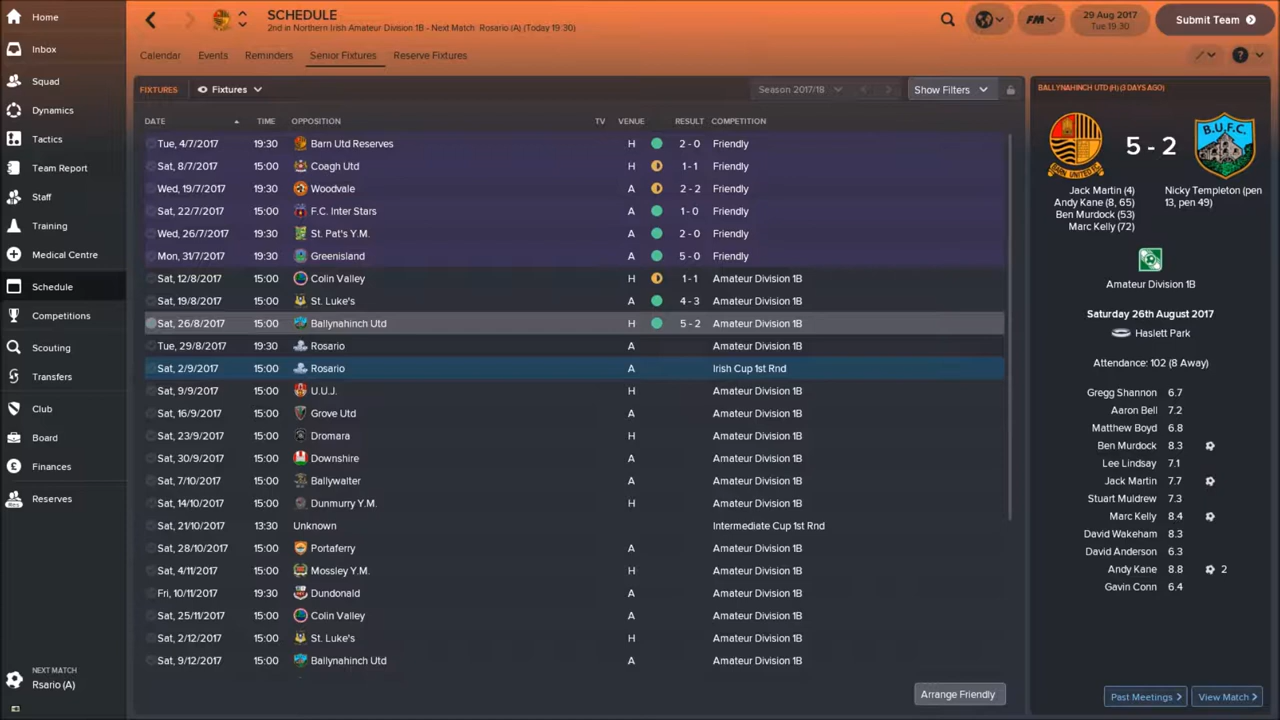 Home
SCHEDULE
2nd in Northern Irish Amateur Division 1B - Next Match: Rosario (A) (Today 19:30)
FM
29 Aug 2017
Tue 19:30
Submit Team
Inbox
Calendar Events Reminders Senior Fixtures Reserve Fixtures
?
Squad
Dynamics
Tactics
Team Report
Staff
Training
Medical Centre
Schedule
Competitions
Scouting
Transfers
Club
Board
Finances
Reserves
NEXT MATCH
Rsario (A)
FIXTURES Fixtures Season 2017/18 Show Filters
DATE TIME OPPOSITION TV VENUE RESULT COMPETITION
Tue, 4/7/2017 19:30 Barn Utd Reserves H 2 - 0 Friendly
Sat, 8/7/2017 15:00 Coagh Utd H 1-1 Friendly
Wed, 19/7/2017 19:30 Woodvale A 2 - 2 Friendly
Sat, 22/7/2017 15:00 F.C. Inter Stars A 1 - 0 Friendly
Wed, 26/7/2017 19:30 St. Pat's Y.M. A 2 - 0 Friendly
Mon, 31/7/2017 19:30 Greenisland A 5 - 0 Friendly
Sat, 12/8/2017 15:00 Colin Valley H 1-1 Amateur Division 1B
Sat, 19/8/2017 15:00 St. Luke's A 4 - 3 Amateur Division 1B
Sat, 26/8/2017 15:00 Ballynahinch Utd H 5 - 2 Amateur Division 1B
Tue, 29/8/2017 19:30 Rosario A Amateur Division 1B
Sat, 2/9/2017 15:00 Rosario A Irish Cup 1st Rnd
Sat, 9/9/2017 15:00 U.U.J. H Amateur Division 1B
Sat, 16/9/2017 15:00 Grove Utd A Amateur Division 1B
Sat, 23/9/2017 15:00 Dromara H Amateur Division 1B
Sat, 30/9/2017 15:00 Downshire A Amateur Division 1B
Sat, 7/10/2017 15:00 Ballywalter A Amateur Division 1B
Sat, 14/10/2017 15:00 Dunmurry Y.M. H Amateur Division 1B
Sat, 21/10/2017 13:30 Unknown Intermediate Cup 1st Rnd
Sat, 28/10/2017 15:00 Portaferry A Amateur Division 1B
Sat, 4/11/2017 15:00 Mossley Y.M. H Amateur Division 1B
Fri, 10/11/2017 19:30 Dundonald A Amateur Division 1B
Sat, 25/11/2017 15:00 Colin Valley A Amateur Division 1B
Sat, 2/12/2017 15:00 St. Luke's H Amateur Division 1B
Sat, 9/12/2017 15:00 Ballynahinch Utd A Amateur Division 1B
Arrange Friendly
BALLYNAHINCH UTD (H) (3 DAYS AGO)
BARN UNITED FC
5 - 2
B.U.F.C.
Jack Martin (4)
Andy Kane (8, 65)
Ben Murdock (53)
Marc Kelly (72)
Nicky Templeton (pen
13, pen 49)
Amateur Division 1B
Saturday 26th August 2017
Haslett Park
Attendance: 102 (8 Away)
Gregg Shannon 6.7
Aaron Bell 7.2
Matthew Boyd 6.8
Ben Murdock 8.3
Lee Lindsay 7.1
Jack Martin 7.7
Stuart Muldrew 7.3
Marc Kelly 8.4
David Wakeham 8.3
David Anderson 6.3
Andy Kane 8.8 2
Gavin Conn 6.4
Past Meetings View Match